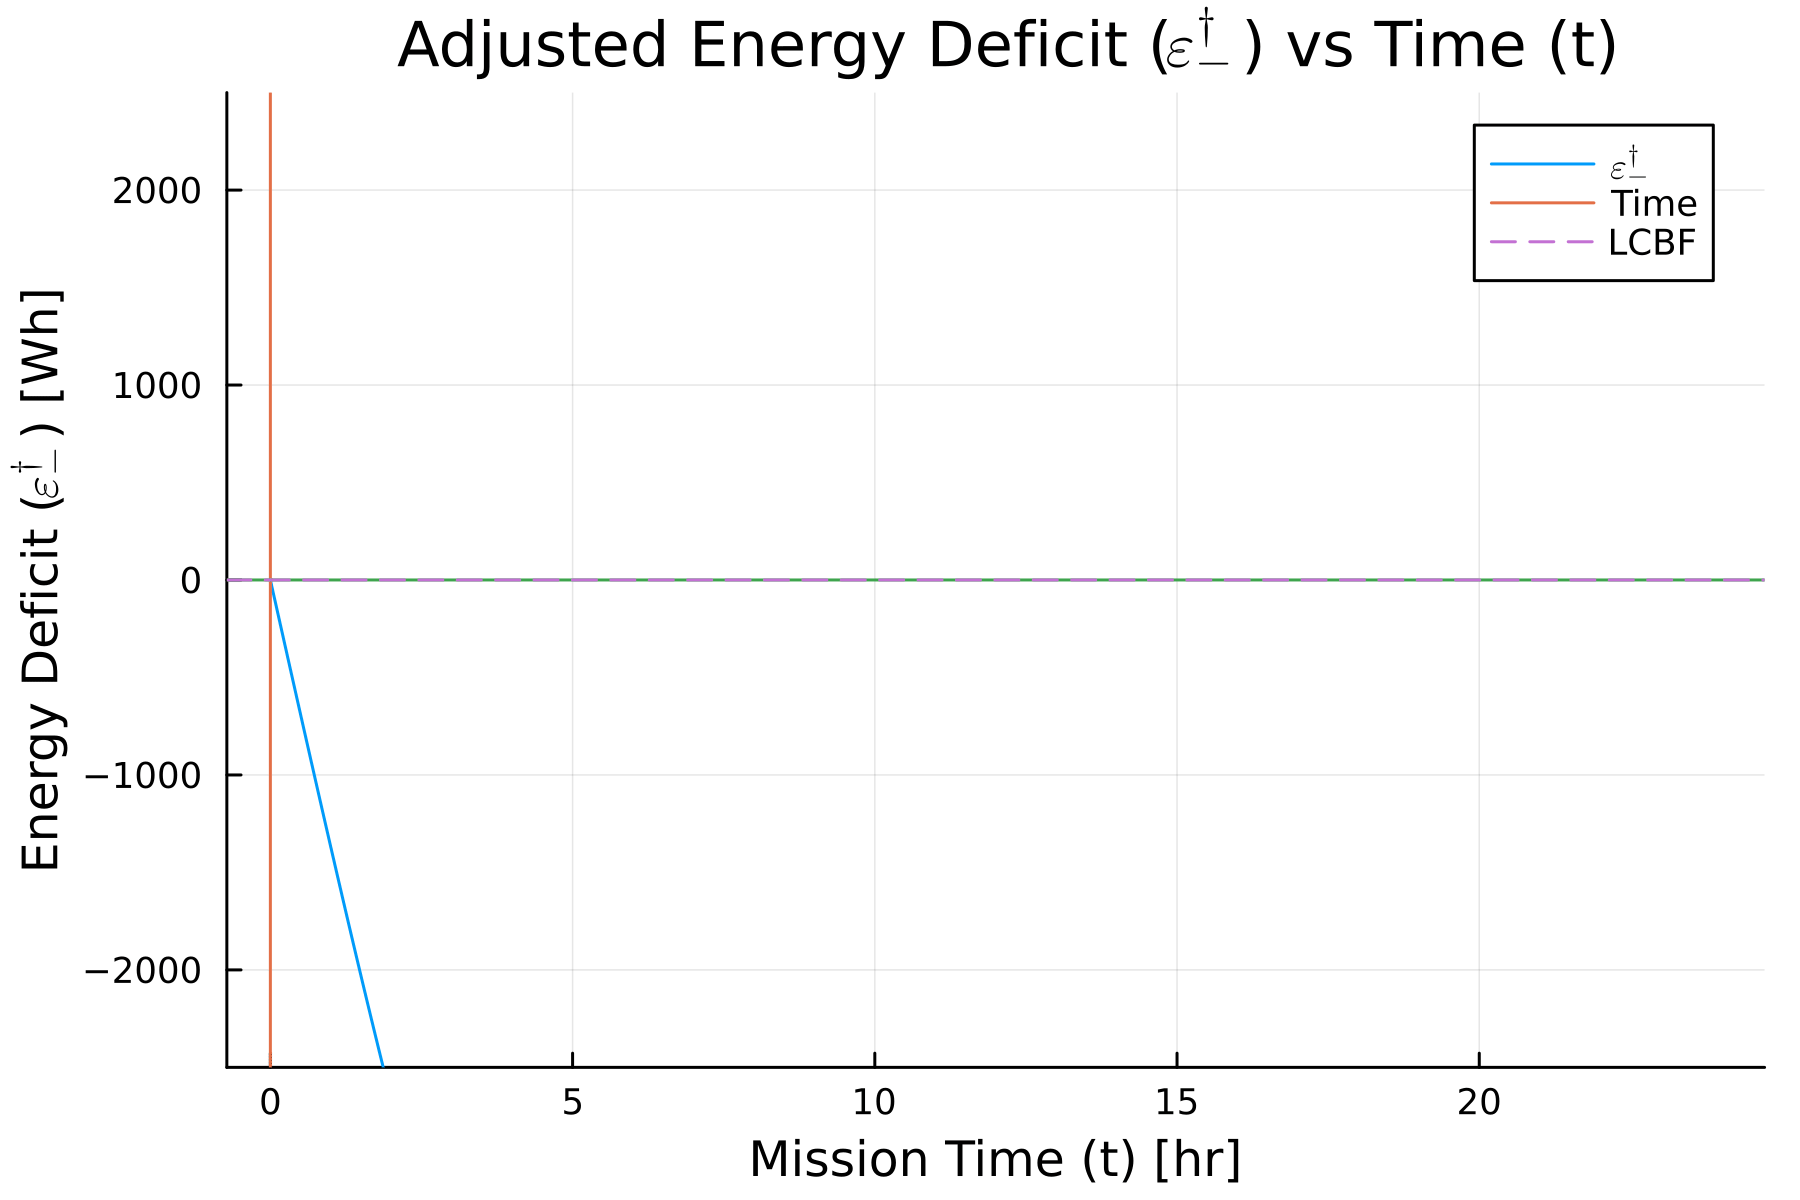 Adjusted Energy Deficit (ε†_) vs Time (t)
Energy Deficit (ε†_) [Wh]
2000
1000
0
−1000
−2000
ε†_
Time
LCBF
0 5 10 15 20
Mission Time (t) [hr]